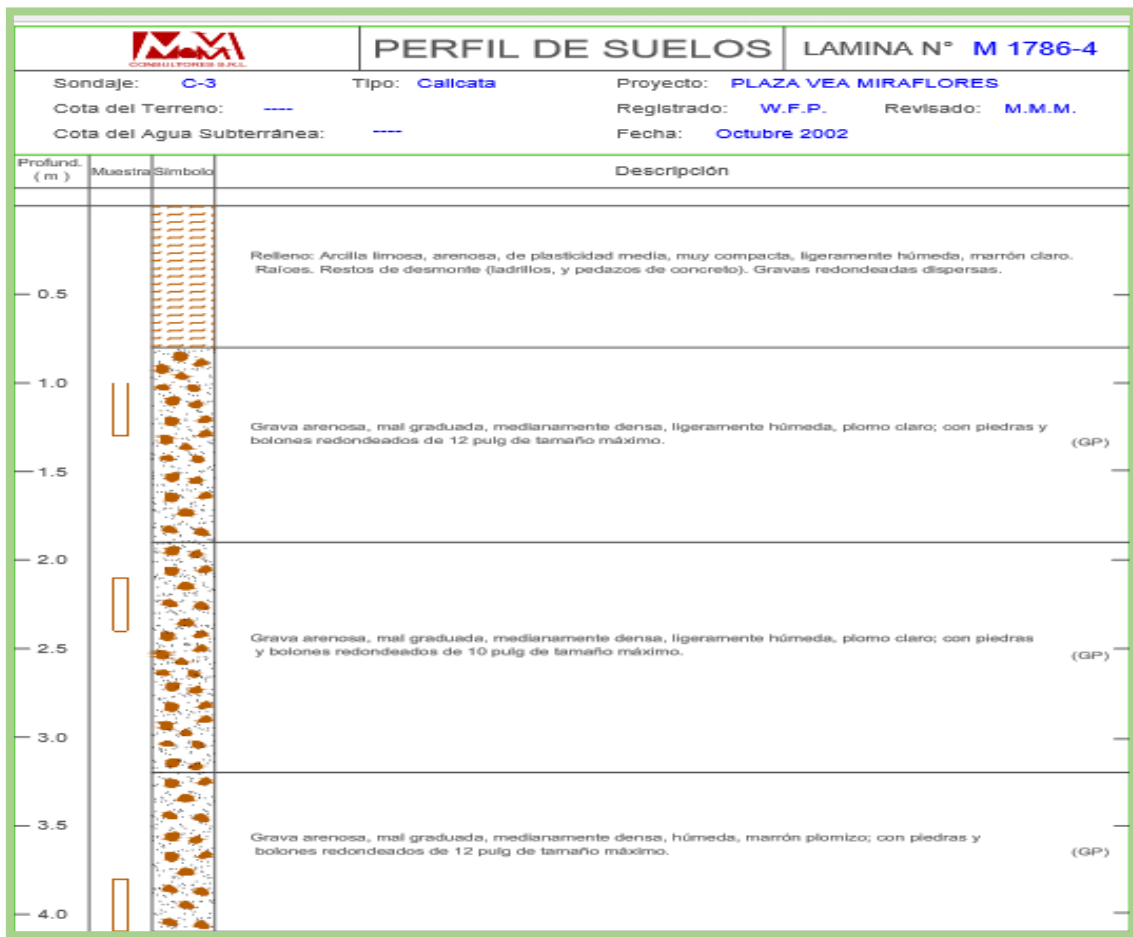 M&M
CONSULTORES S.R.L.
PERFIL DE SUELOS
LAMINA N° M 1786-4
Sondaje: C-3 Tipo: Calicata Proyecto: PLAZA VEA MIRAFLORES
Cota del Terreno: ---- Registrado: W.F.P. Revisado: M.M.M.
Cota del Agua Subterránea: ---- Fecha: Octubre 2002
Profund. (m) Muestra Símbolo Descripción
Relleno: Arcilla limosa, arenosa, de plasticidad media, muy compacta, ligeramente húmeda, marrón claro.
Raíces. Restos de desmonte (ladrillos, y pedazos de concreto). Gravas redondeadas dispersas.
0.5
1.0
Grava arenosa, mal graduada, medianamente densa, ligeramente húmeda, plomo claro; con piedras y
bolones redondeados de 12 pulg de tamaño máximo. (GP)
1.5
2.0
Grava arenosa, mal graduada, medianamente densa, ligeramente húmeda, plomo claro; con piedras
2.5
y bolones redondeados de 10 pulg de tamaño máximo. (GP)
3.0
3.5
Grava arenosa, mal graduada, medianamente densa, húmeda, marrón plomizo; con piedras y
bolones redondeados de 12 pulg de tamaño máximo. (GP)
4.0